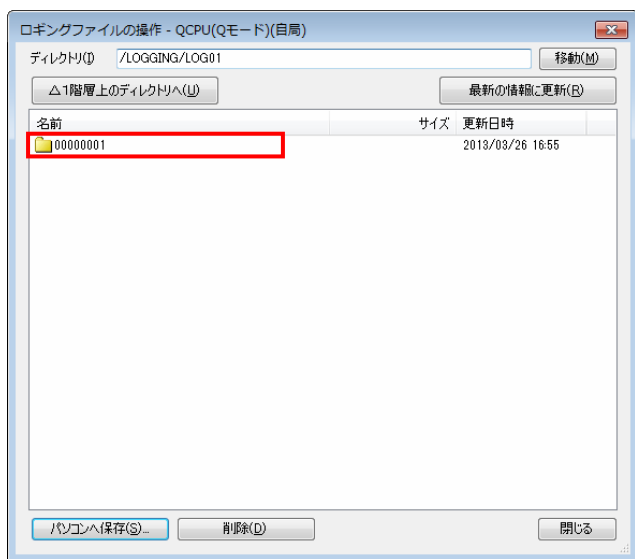 ロギングファイルの操作 - QCPU(Qモード)(自局)
ディレクトリ(I) /LOGGING/LOG01 移動(M)
△1階層上のディレクトリへ(U) 最新の情報に更新(R)
名前 サイズ 更新日時
00000001 2013/03/26 16:55
パソコンへ保存(S)... 削除(D) 閉じる